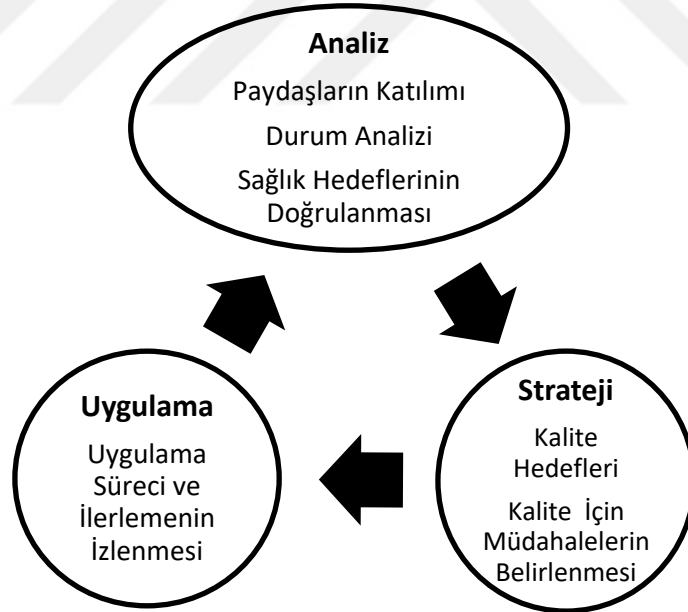 Analiz
Paydaşların Katılımı
Durum Analizi
Sağlık Hedeflerinin
Doğrulanması
Uygulama
Uygulama
Süreci ve
İlerlemenin
İzlenmesi
Strateji
Kalite
Hedefleri
Kalite İçin
Müdahalelerin
Belirlenmesi